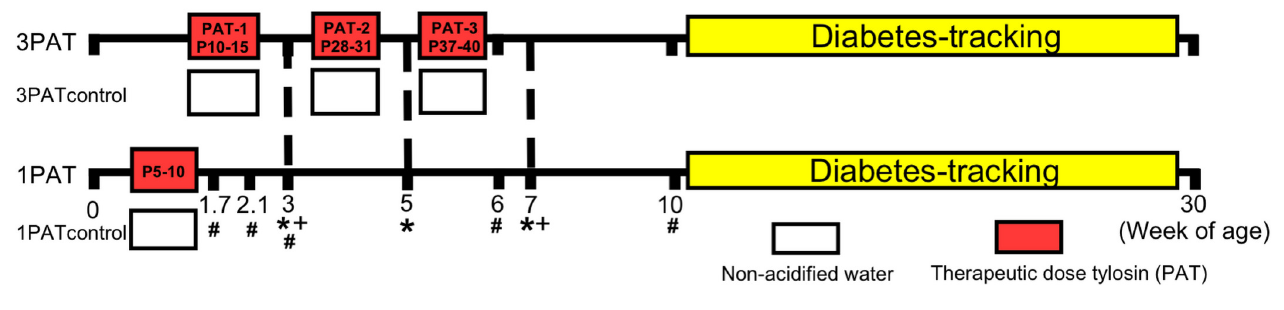 PAT-1
P10-15
PAT-2
P28-31
PAT-3
P37-40
3PAT
Diabetes-tracking
3PATcontrol
1PAT
P5-10
Diabetes-tracking
0
1.7 2.1 3 5 6 7 10 30
# # *+ * # *+ #
#
1PATcontrol
(Week of age)
Non-acidified water
Therapeutic dose tylosin (PAT)